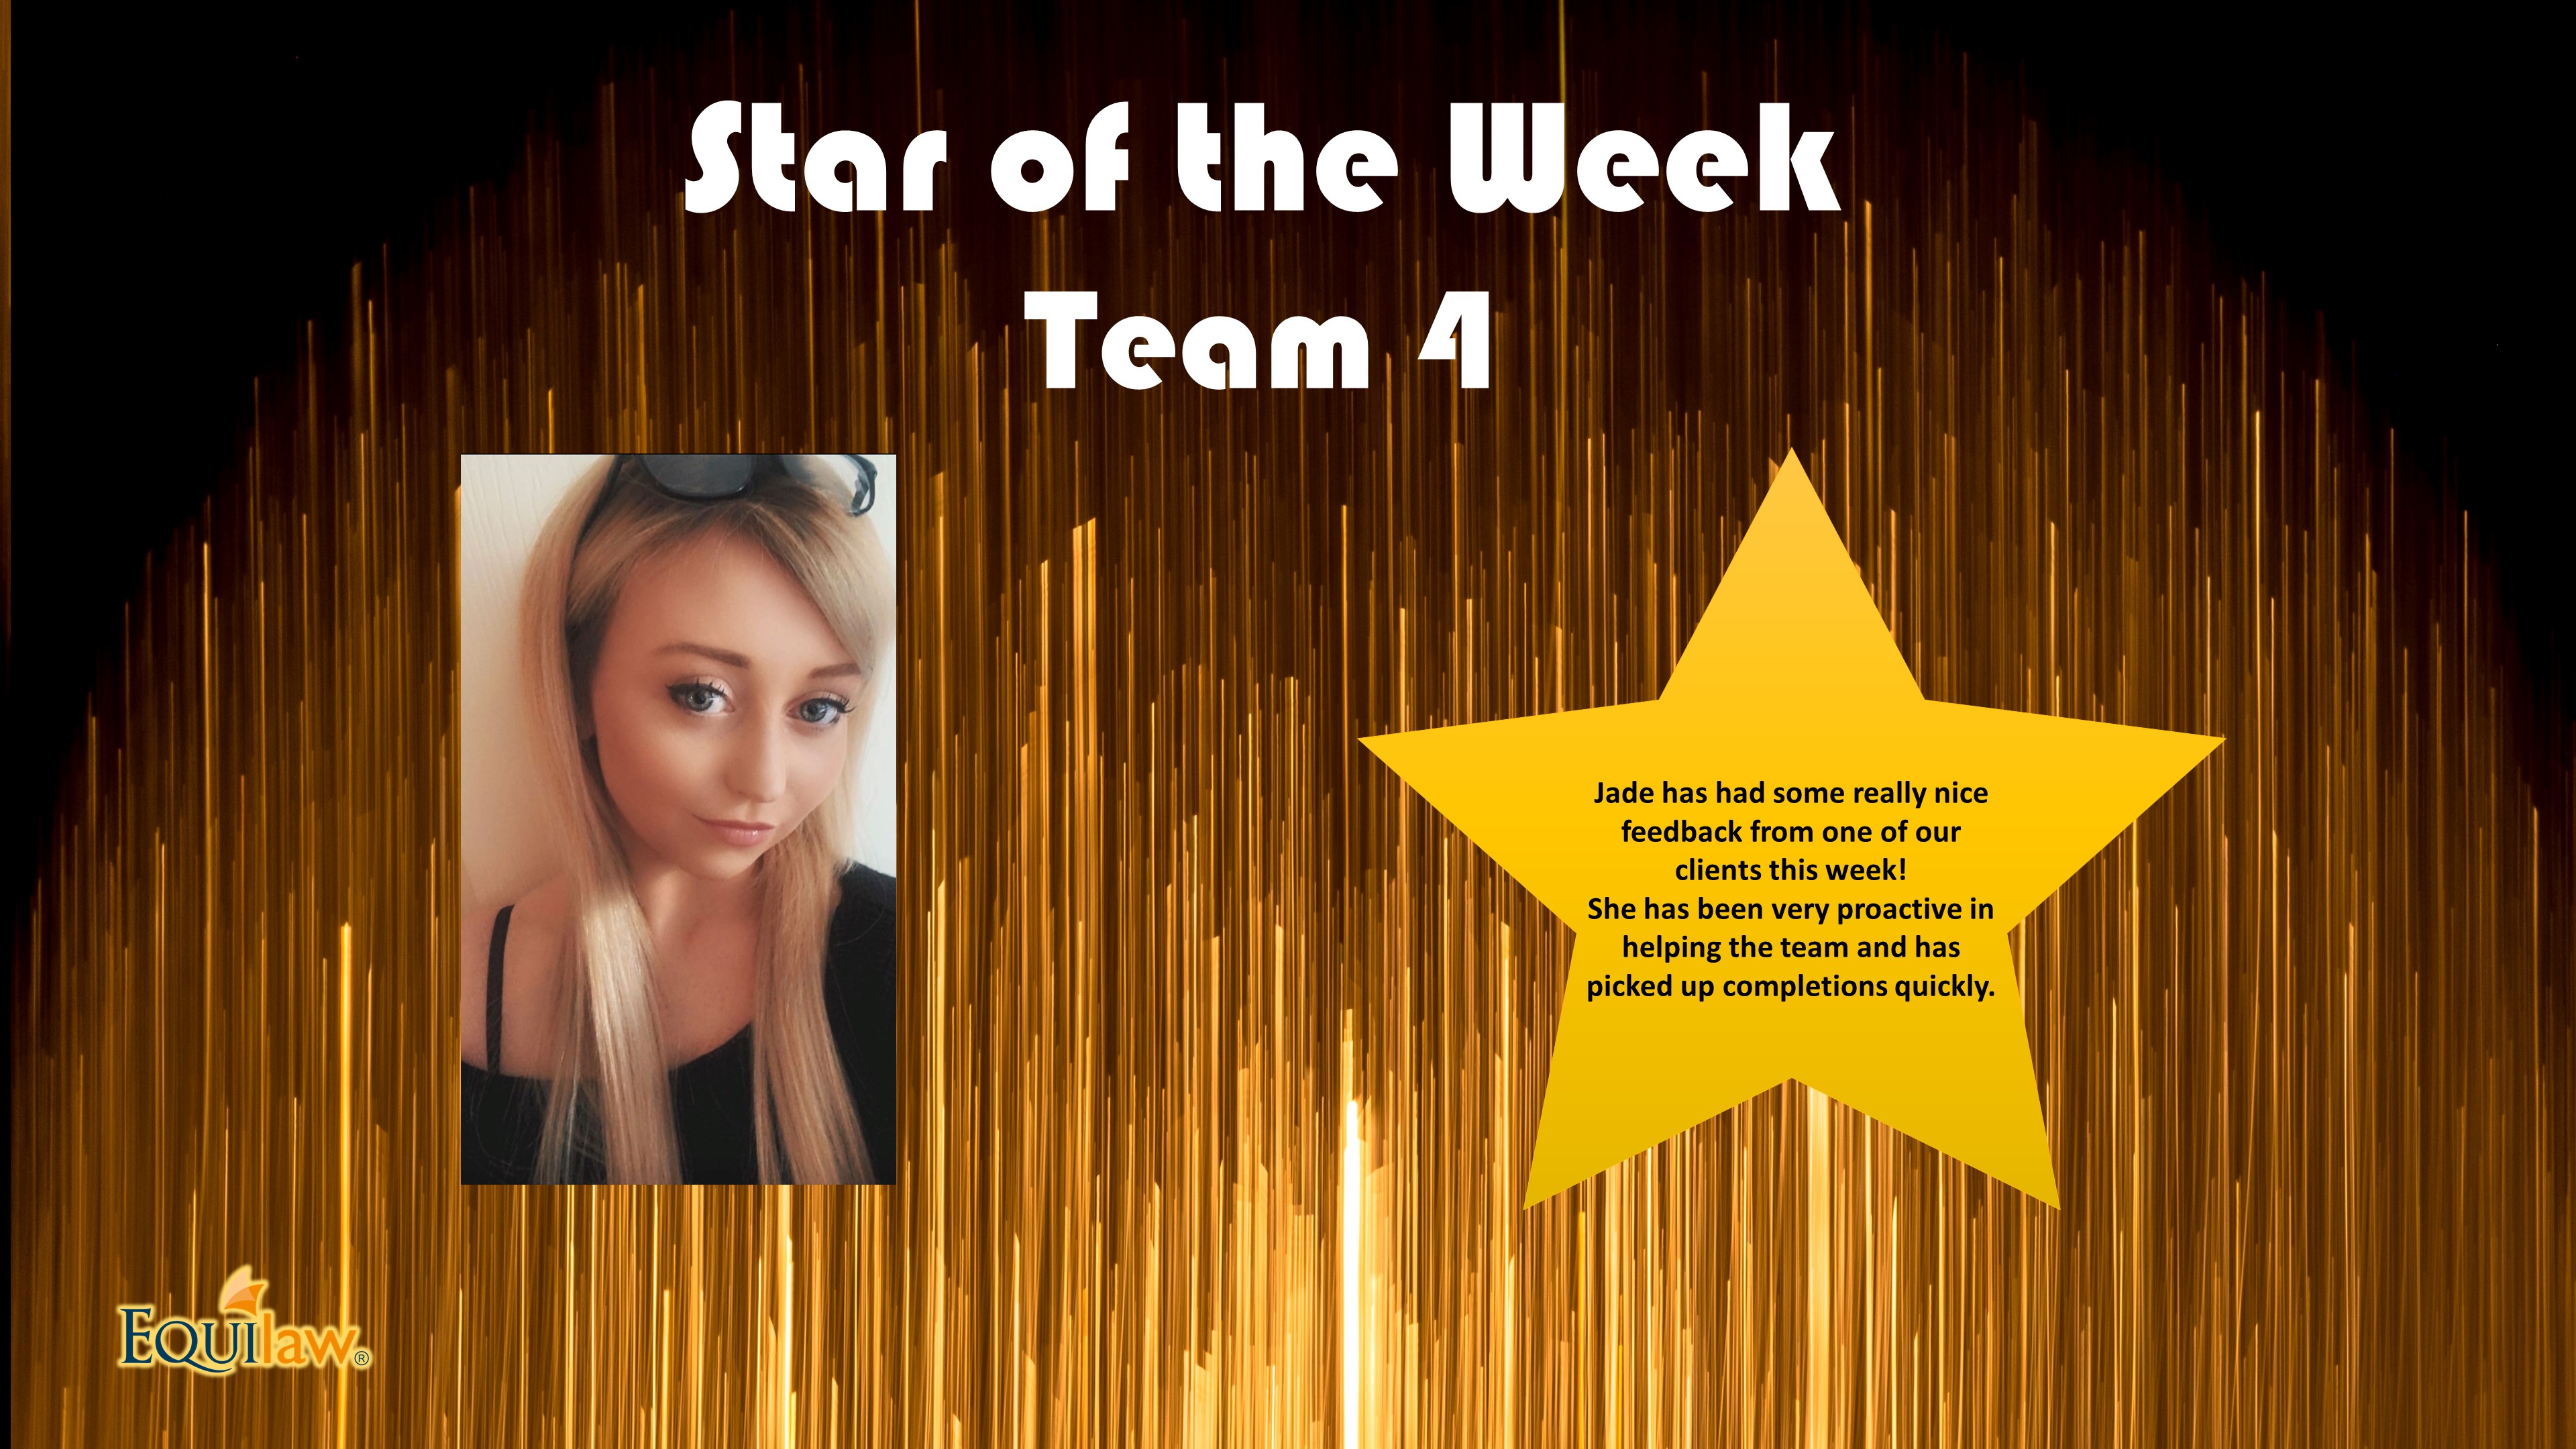 Star of the Week
Team 4
Jade has had some really nice
feedback from one of our
clients this week!
She has been very proactive in
helping the team and has
picked up completions quickly.
EQUIlaw®